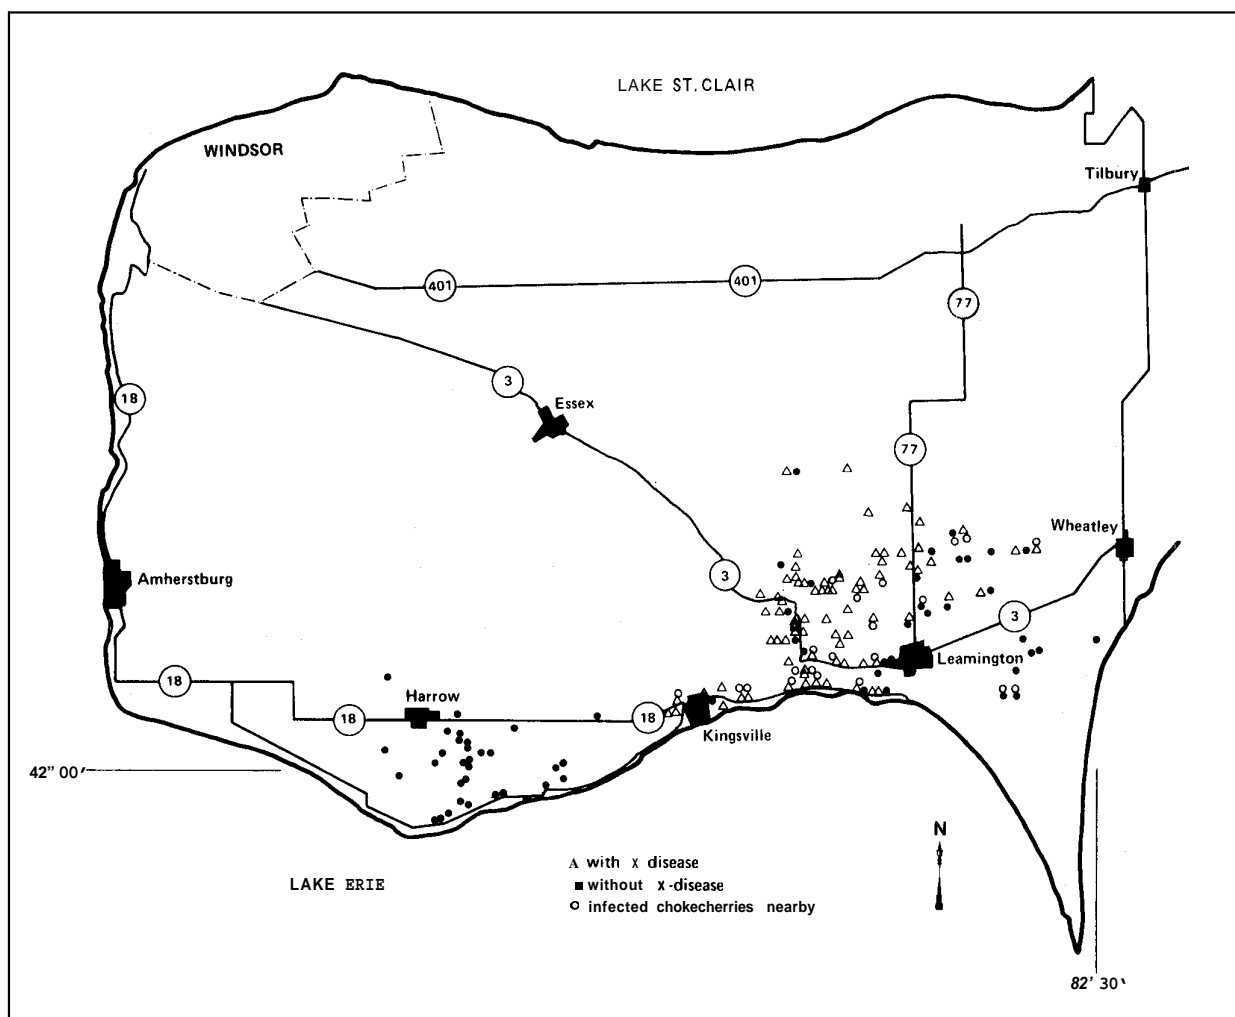 LAKE ST. CLAIR
WINDSOR
Tilbury
401
401
77
3
18
Essex
77
Wheatley
3
Amherstburg
3
Leamington
18
Harrow
18
18
Kingsville
42" 00'
N
LAKE ERIE
△ with X disease
■ without X-disease
○ infected chokecherries nearby
82' 30'